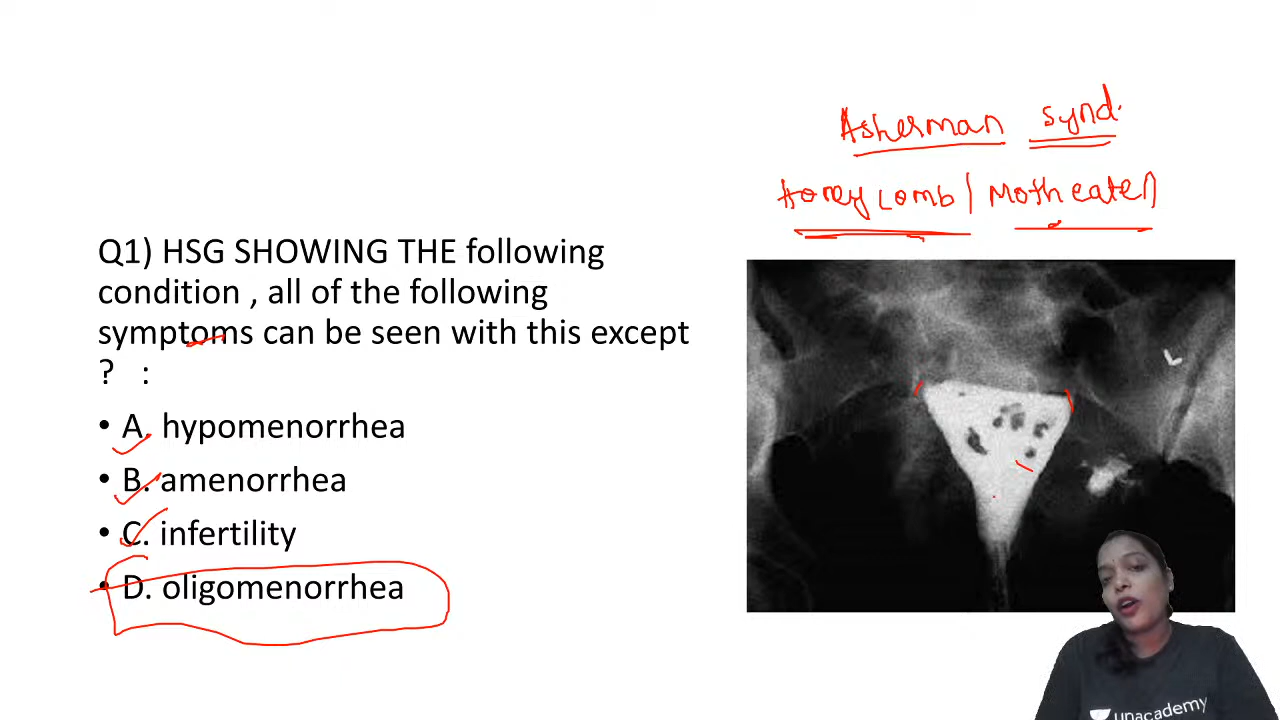 Asherman synd.
Honey comb | Moth eaten
Q1) HSG SHOWING THE following
condition , all of the following
symptoms can be seen with this except
? :
• A. hypomenorrhea
• B. amenorrhea
• C. infertility
• D. oligomenorrhea
unacademy